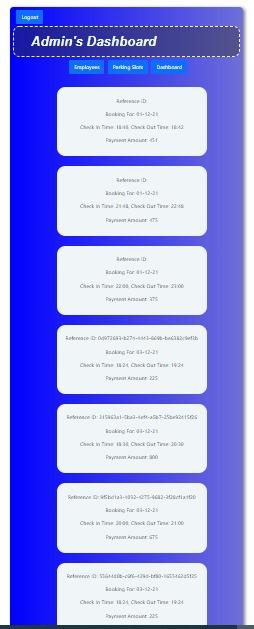 Logout
Admin's Dashboard
Employees Parking Slots Dashboard
Reference ID:
Booking For: 01-12-21
Check In Time: 18:40, Check Out Time: 18:42
Payment Amount: 451
Reference ID:
Booking For: 01-12-21
Check In Time: 21:48, Check Out Time: 22:48
Payment Amount: 475
Reference ID:
Booking For: 01-12-21
Check In Time: 22:00, Check Out Time: 23:00
Payment Amount: 375
Reference ID:
Booking For: 03-12-21
Check In Time: 18:24, Check Out Time: 19:24
Payment Amount: 225
Reference ID:
Booking For: 03-12-21
Check In Time: 18:30, Check Out Time: 20:30
Payment Amount: 800
Reference ID:
Booking For: 03-12-21
Check In Time: 20:00, Check Out Time: 21:00
Payment Amount: 675
Reference ID:
Booking For: 03-12-21
Check In Time: 18:24, Check Out Time: 19:24
Payment Amount: 225